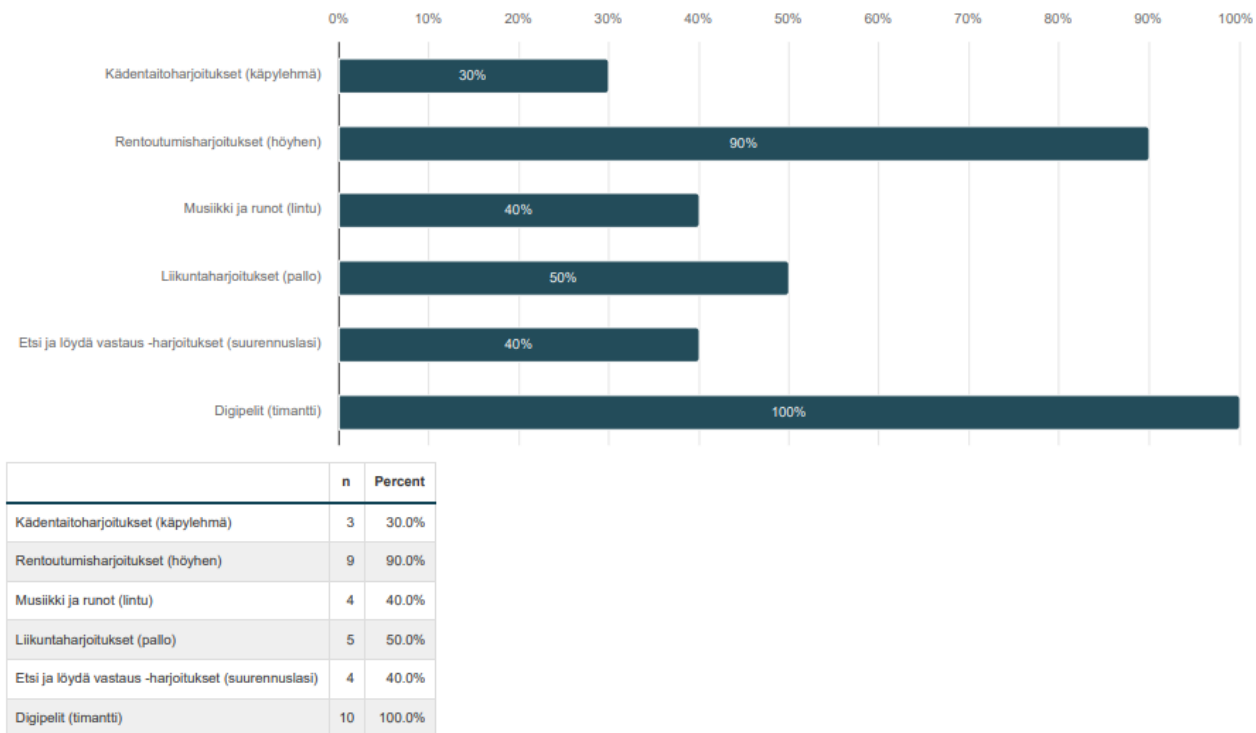 0% 10% 20% 30% 40% 50% 60% 70% 80% 90% 100%
Kädentaitoharjoitukset (käpylehmä) 30%
Rentoutumisharjoitukset (höyhen) 90%
Musiikki ja runot (lintu) 40%
Liikuntaharjoitukset (pallo) 50%
Etsi ja löydä vastaus -harjoitukset (suurennuslasi) 40%
Digipelit (timantti) 100%
n Percent
Kädentaitoharjoitukset (käpylehmä) 3 30.0%
Rentoutumisharjoitukset (höyhen) 9 90.0%
Musiikki ja runot (lintu) 4 40.0%
Liikuntaharjoitukset (pallo) 5 50.0%
Etsi ja löydä vastaus -harjoitukset (suurennuslasi) 4 40.0%
Digipelit (timantti) 10 100.0%